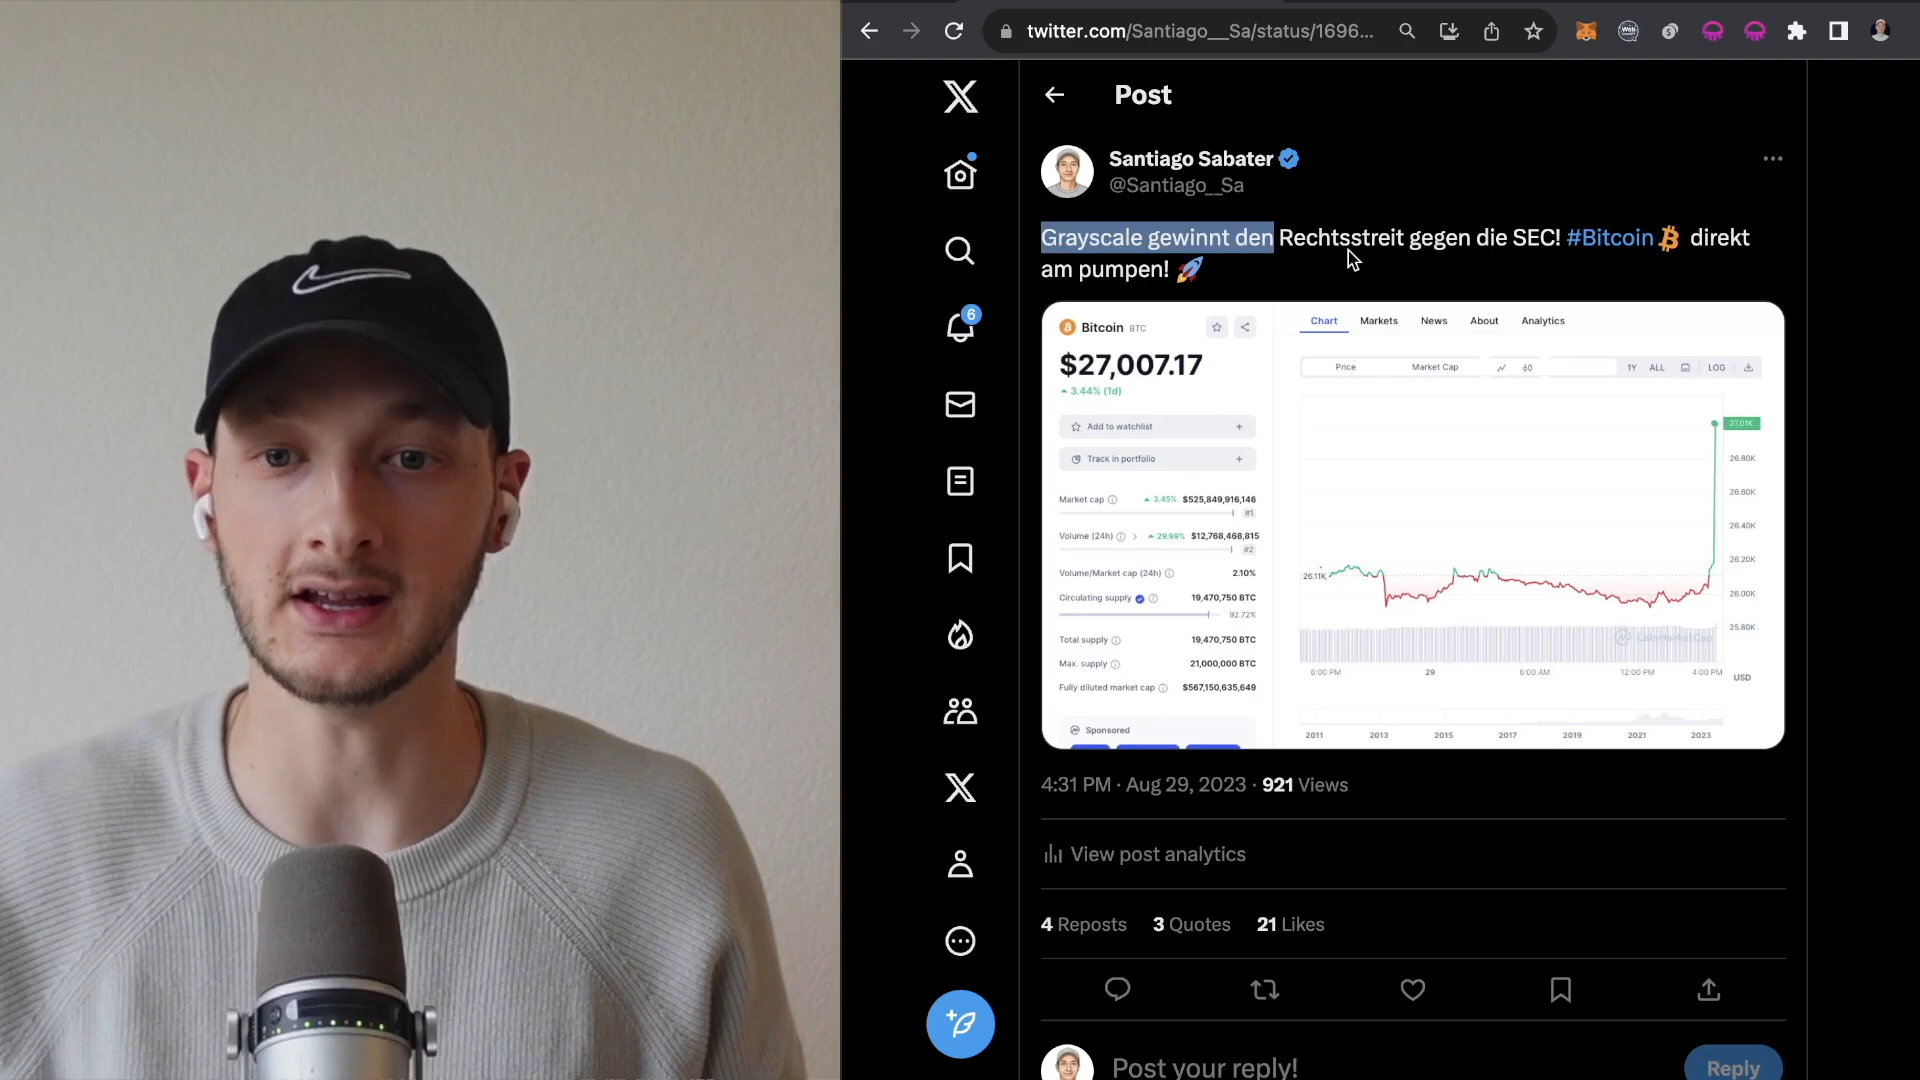 twitter.com/Santiago__Sa/status/1696...
Post
Santiago Sabater
@Santiago__Sa
Grayscale gewinnt den Rechtsstreit gegen die SEC! #Bitcoin direkt
am pumpen! 🚀
Bitcoin BTC
$27,007.17
3.44% (1d)
Add to watchlist +
Track in portfolio +
Market cap 3.45% $525,849,916,146
#1
Volume (24h) 29.99% $12,768,468,815
#2
Volume/Market cap (24h) 2.10%
Circulating supply 19,470,750 BTC
92.72%
Total supply 19,470,750 BTC
Max. supply 21,000,000 BTC
Fully diluted market cap $567,150,635,649
Sponsored
Chart Markets News About Analytics
Price Market Cap 1Y ALL LOG
27.01K
26.80K
26.60K
26.40K
26.20K
26.11K
26.00K
25.80K
CoinMarketCap
6:00 PM 29 6:00 AM 12:00 PM 4:00 PM
USD
2011 2013 2015 2017 2019 2021 2023
4:31 PM · Aug 29, 2023 · 921 Views
View post analytics
4 Reposts 3 Quotes 21 Likes
Post your reply!
Reply
6